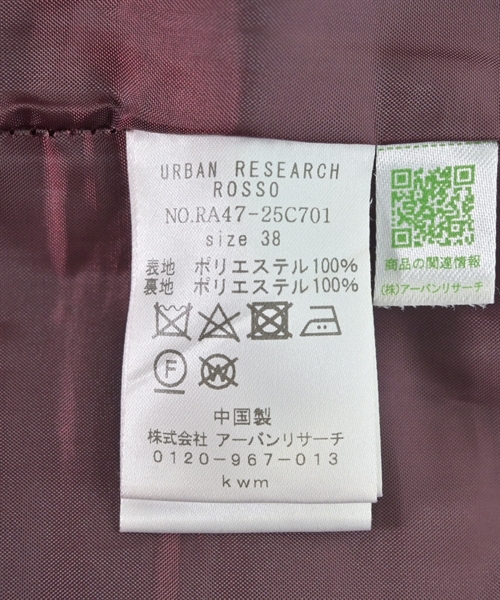 URBAN RESEARCH
ROSSO
NO.RA47-25C701
size 38
表地 ポリエステル100%
裏地 ポリエステル100%
F
W
中国製
株式会社 アーバンリサーチ
0120-967-013
kwm
商品の関連情報
(株)アーバンリサーチ